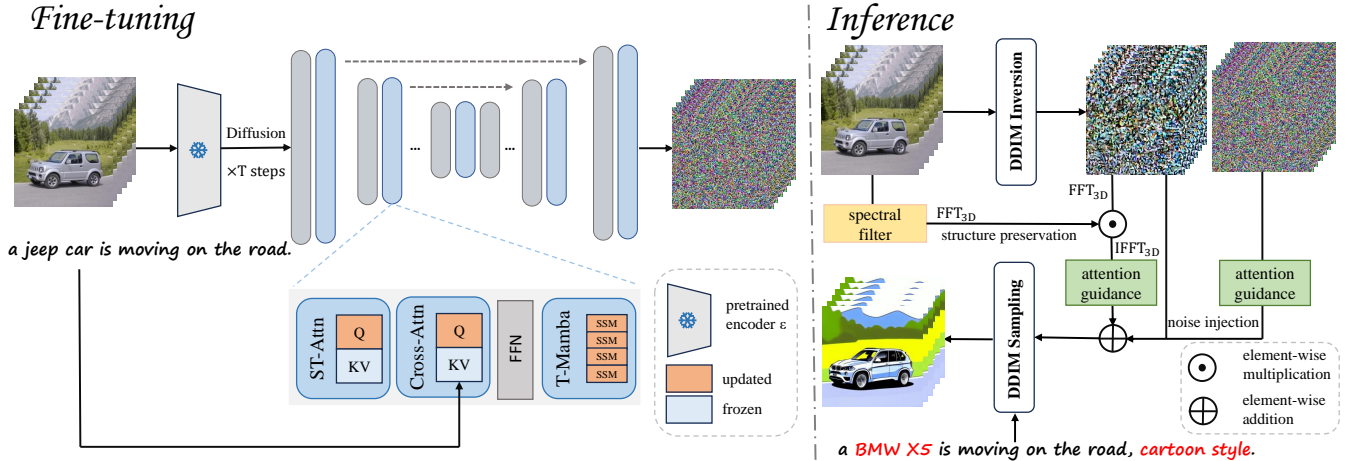 Fine-tuning
Diffusion
×T steps
...
...
a jeep car is moving on the road.
ST-Attn
Q
KV
Cross-Attn
Q
KV
FFN
T-Mamba
SSM
SSM
SSM
SSM
pretrained
encoder ε
updated
frozen
Inference
DDIM Inversion
FFT3D
spectral
filter
FFT3D
structure preservation
IFFT3D
attention
guidance
attention
guidance
noise injection
DDIM Sampling
element-wise
multiplication
element-wise
addition
a BMW X5 is moving on the road, cartoon style.